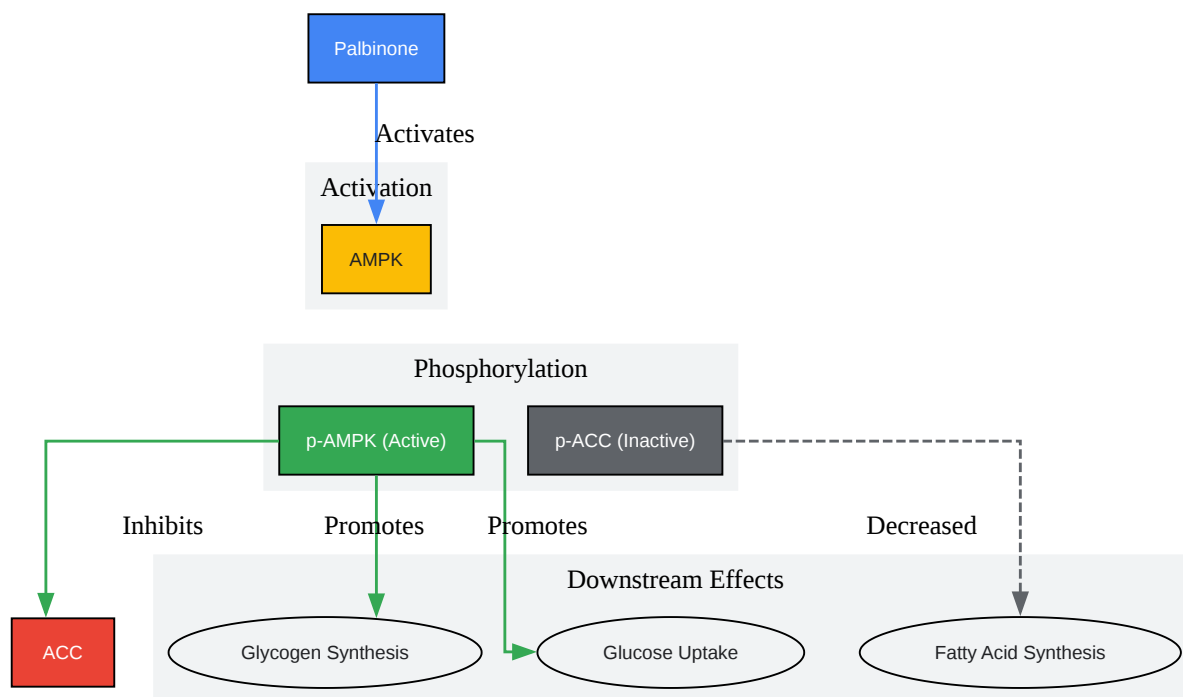 Palbinone
Activates
Activation
AMPK
Phosphorylation
p-AMPK (Active)
p-ACC (Inactive)
Inhibits
Promotes
Promotes
Decreased
Downstream Effects
ACC
Glycogen Synthesis
Glucose Uptake
Fatty Acid Synthesis